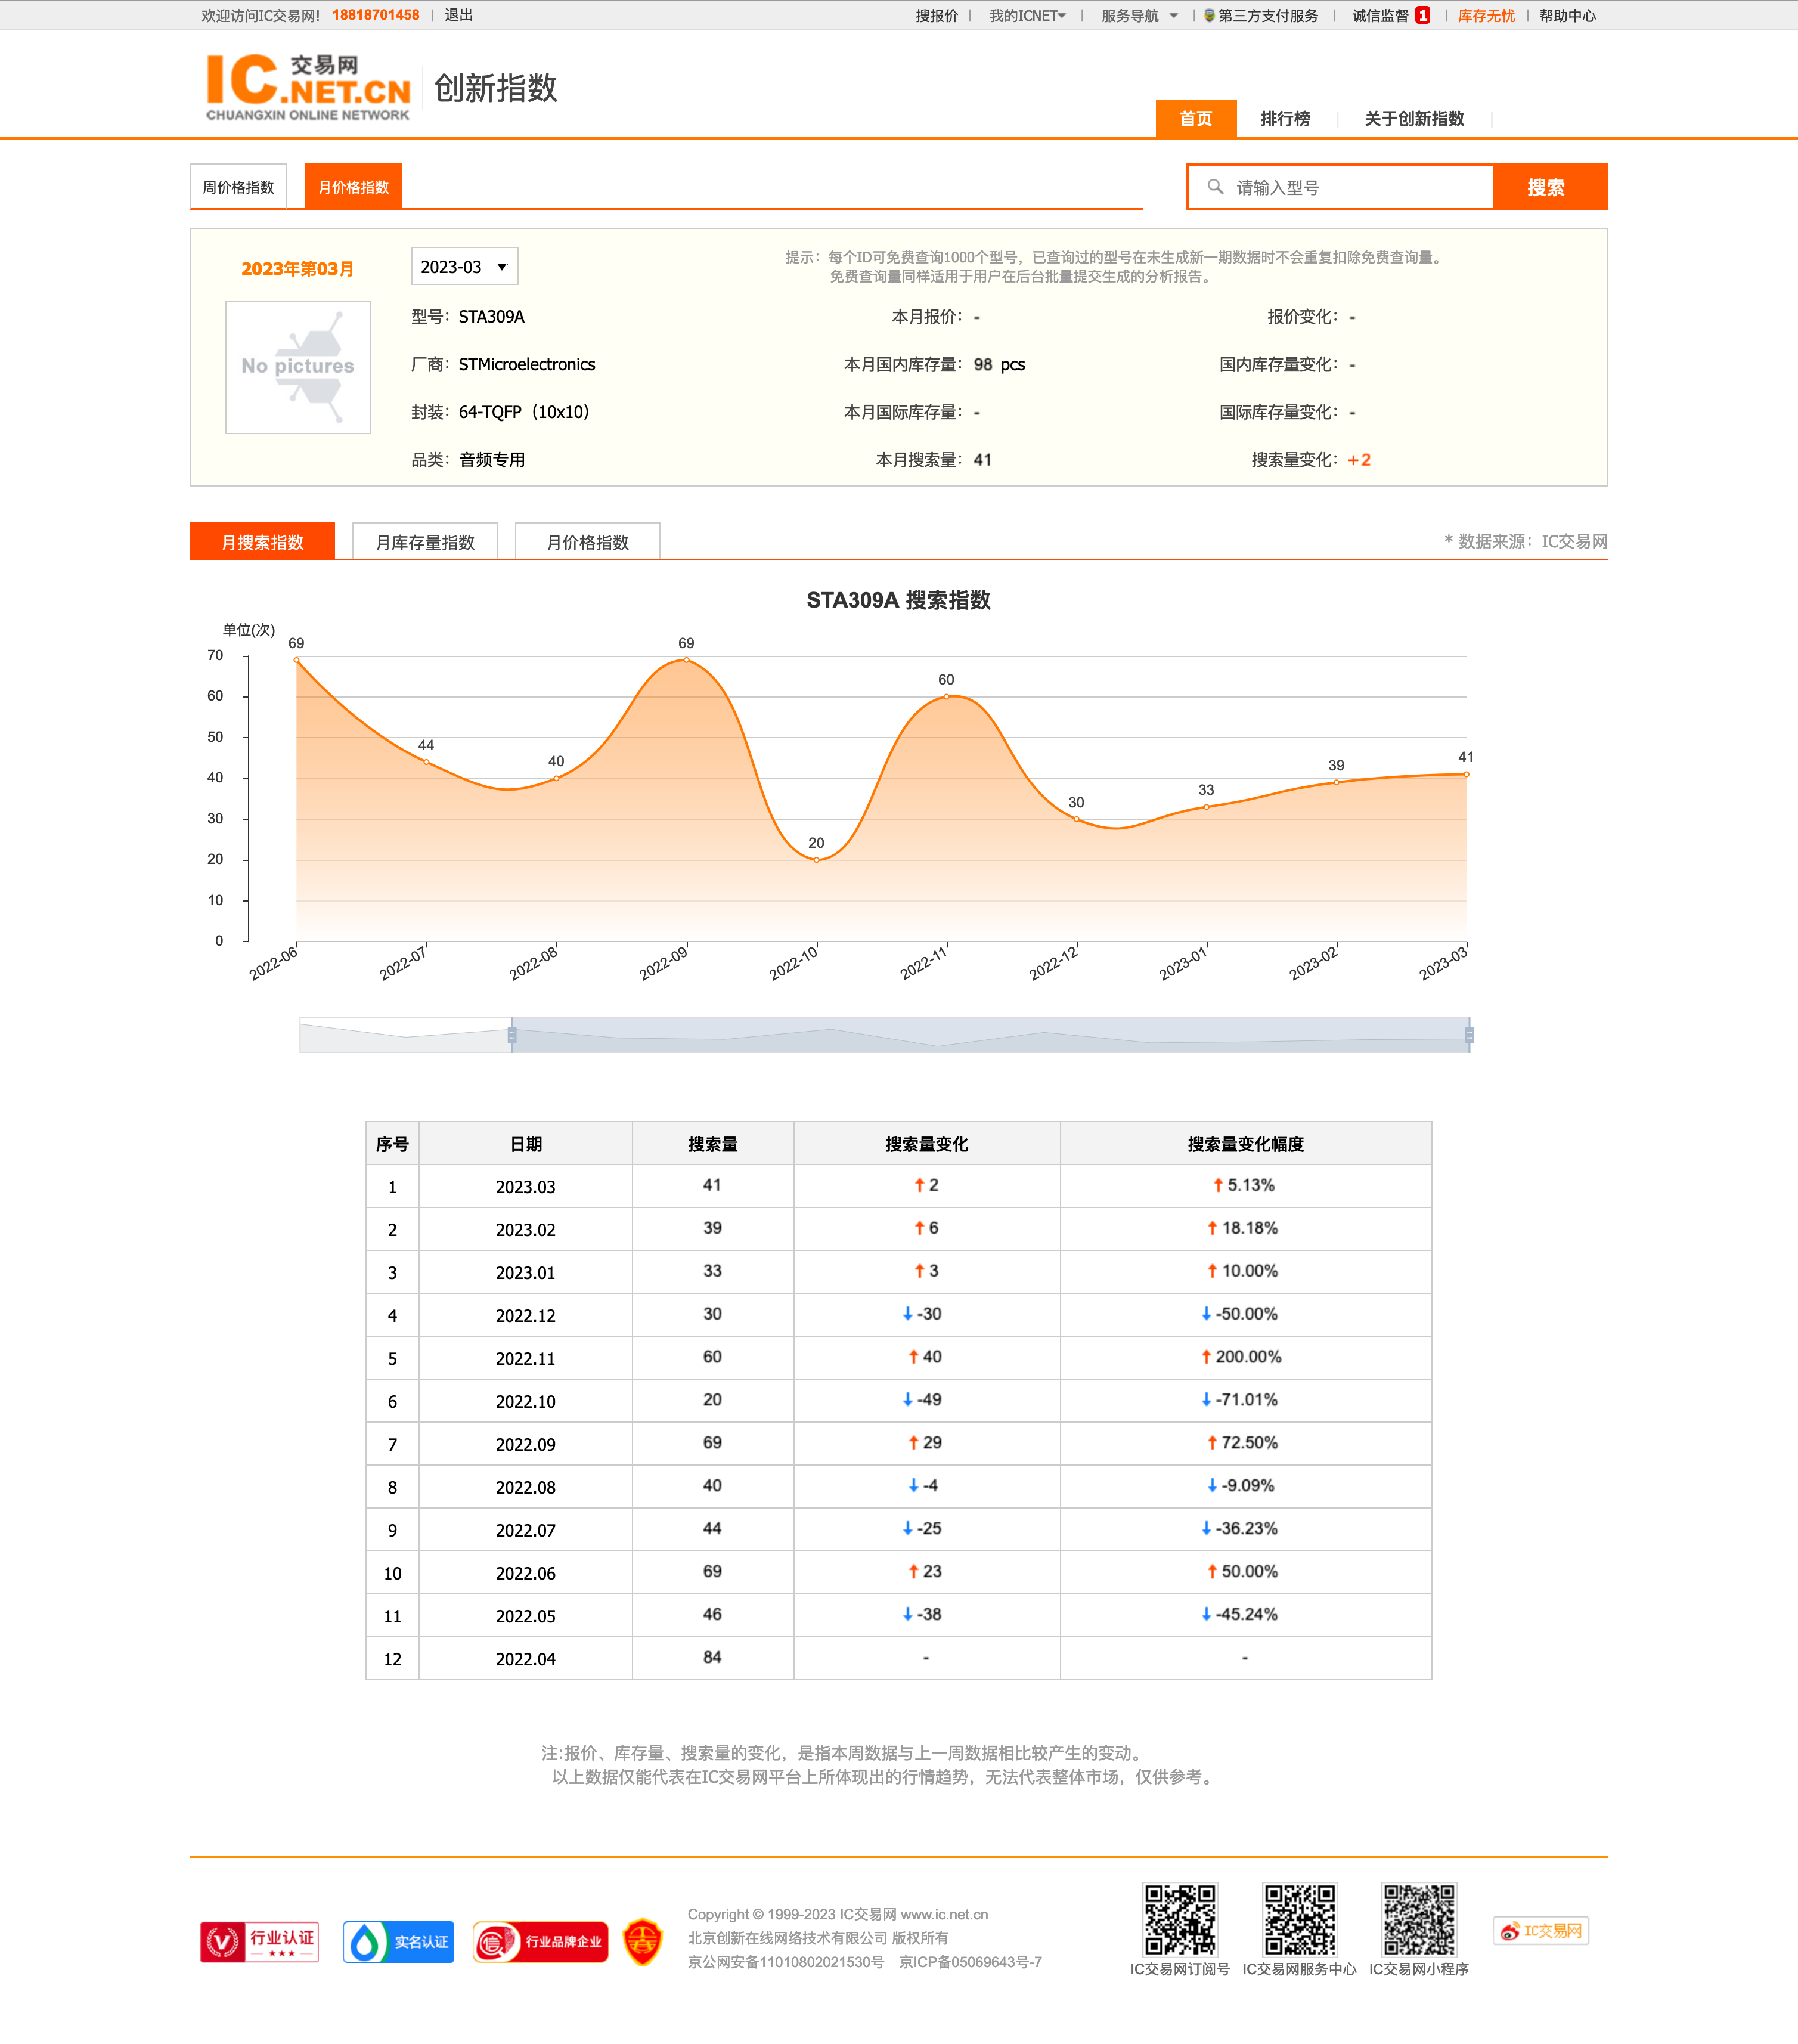 欢迎访问IC交易网! 18818701458 | 退出 搜报价 | 我的ICNET | 服务导航 | 第三方支付服务 | 诚信监督 1 | 库存无忧 | 帮助中心
IC 交易网
.NET.CN
CHUANGXIN ONLINE NETWORK
创新指数
首页 排行榜 关于创新指数
周价格指数 月价格指数 请输入型号 搜索
2023年第03月 2023-03
提示：每个ID可免费查询1000个型号，已查询过的型号在未生成新一期数据时不会重复扣除免费查询量。
免费查询量同样适用于用户在后台批量提交生成的分析报告。
No pictures
型号：STA309A 本月报价：- 报价变化：-
厂商：STMicroelectronics 本月国内库存量：98 pcs 国内库存量变化：-
封装：64-TQFP（10x10） 本月国际库存量：- 国际库存量变化：-
品类：音频专用 本月搜索量：41 搜索量变化：+2
月搜索指数 月库存量指数 月价格指数 * 数据来源：IC交易网
STA309A 搜索指数
单位(次)
70
60
50
40
30
20
10
0
69 44 40 69 20 60 30 33 39 41
2022-06 2022-07 2022-08 2022-09 2022-10 2022-11 2022-12 2023-01 2023-02 2023-03
序号 日期 搜索量 搜索量变化 搜索量变化幅度
1 2023.03 41 ↑2 ↑5.13%
2 2023.02 39 ↑6 ↑18.18%
3 2023.01 33 ↑3 ↑10.00%
4 2022.12 30 ↓-30 ↓-50.00%
5 2022.11 60 ↑40 ↑200.00%
6 2022.10 20 ↓-49 ↓-71.01%
7 2022.09 69 ↑29 ↑72.50%
8 2022.08 40 ↓-4 ↓-9.09%
9 2022.07 44 ↓-25 ↓-36.23%
10 2022.06 69 ↑23 ↑50.00%
11 2022.05 46 ↓-38 ↓-45.24%
12 2022.04 84 - -
注:报价、库存量、搜索量的变化，是指本周数据与上一周数据相比较产生的变动。
以上数据仅能代表在IC交易网平台上所体现出的行情趋势，无法代表整体市场，仅供参考。
行业认证
实名认证
信 行业品牌企业
Copyright © 1999-2023 IC交易网 www.ic.net.cn
北京创新在线网络技术有限公司 版权所有
京公网安备11010802021530号 京ICP备05069643号-7
IC交易网订阅号 IC交易网服务中心 IC交易网小程序
IC交易网